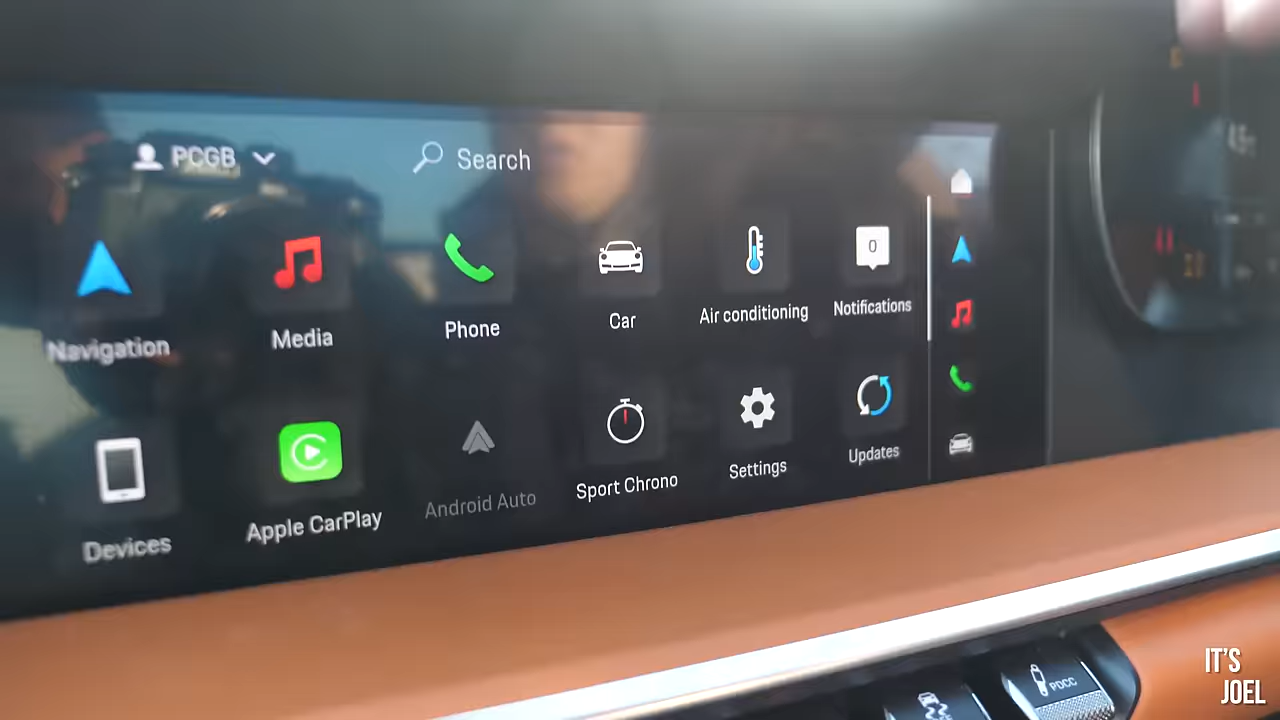 PCGB
Search
Navigation
Media
Phone
Car
Air conditioning
0
Notifications
Devices
Apple CarPlay
Android Auto
Sport Chrono
Settings
Updates
PDCC
IT'S
JOEL